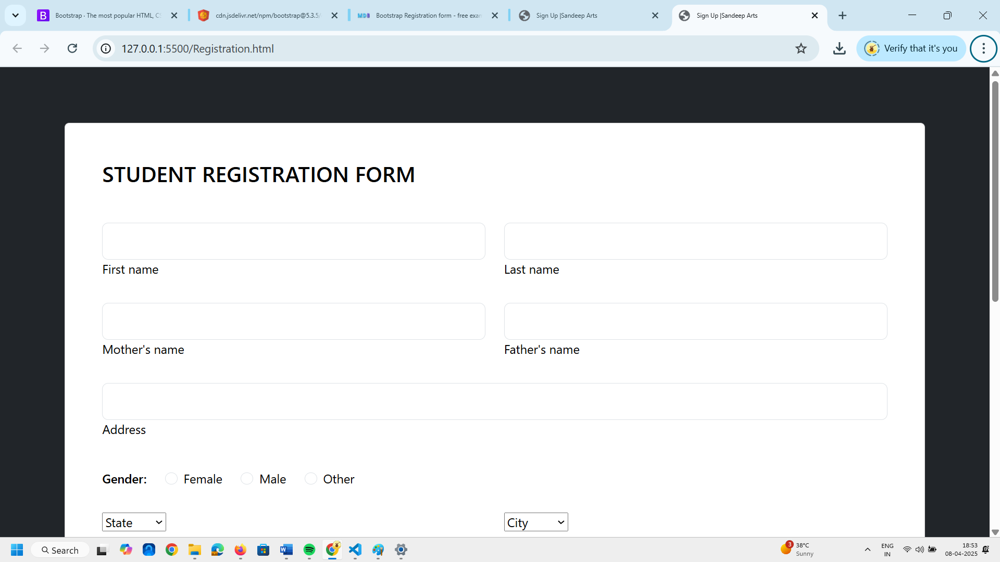 Bootstrap · The most popular HTML, CS
cdn.jsdelivr.net/npm/bootstrap@5.3.5/
MDB
Bootstrap Registration form - free exam
Sign Up |Sandeep Arts
Sign Up |Sandeep Arts
127.0.0.1:5500/Registration.html
Verify that it's you
STUDENT REGISTRATION FORM
First name
Last name
Mother's name
Father's name
Address
Gender: Female Male Other
State
City
Search
3
38°C
Sunny
ENG
IN
18:53
08-04-2025